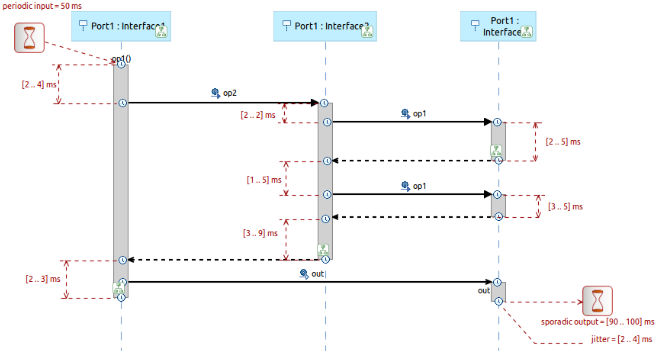 periodic input = 50 ms
Port1 : Interface1
Port1 : Interface2
Port1 :
Interface
op1()
[2 .. 4] ms
op2
[2 .. 2] ms
op1
[2 .. 5] ms
[1 .. 5] ms
op1
[3 .. 5] ms
[3 .. 9] ms
[2 .. 3] ms
out
out
sporadic output = [90 .. 100] ms
jitter = [2 .. 4] ms